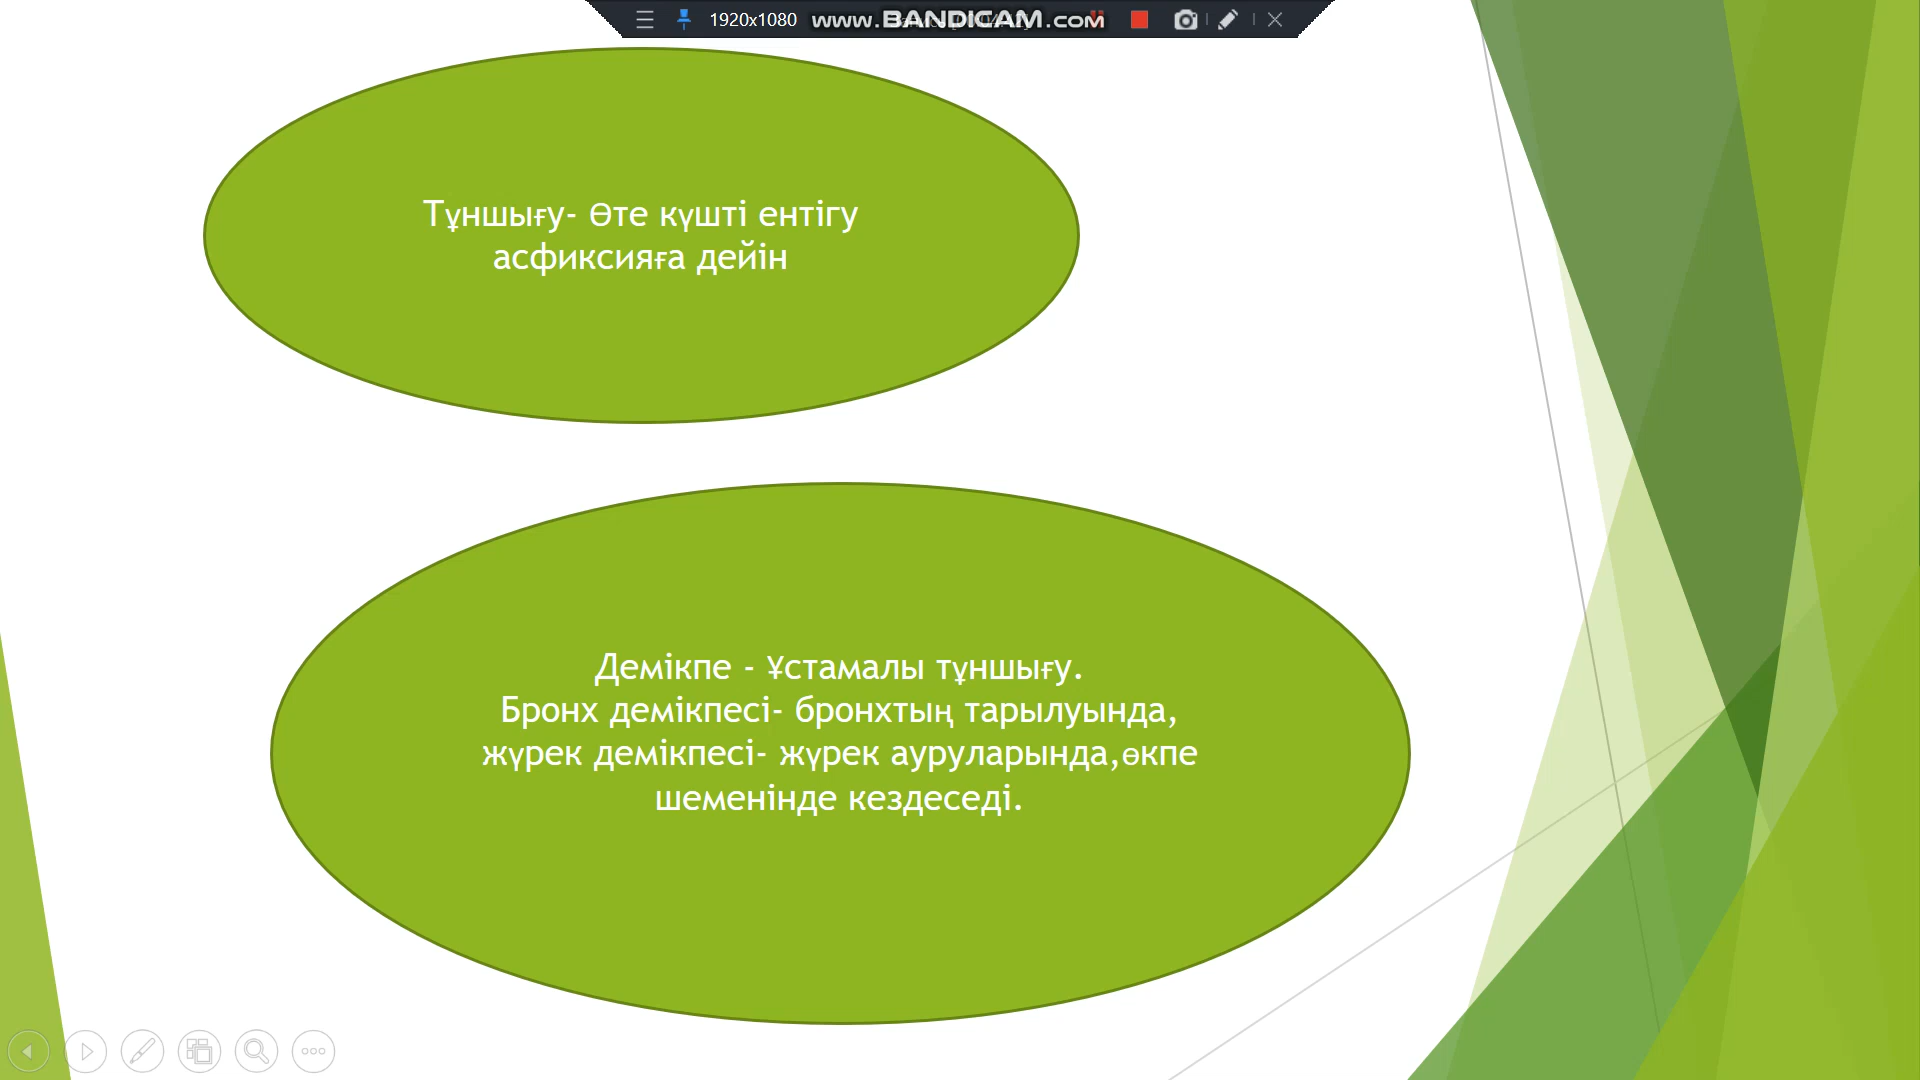 1920x1080 www.BANDICAM.com
Тұншығу- Өте күшті ентігу
асфиксияға дейін
Демікпе - Ұстамалы тұншығу.
Бронх демікпесі- бронхтың тарылуында,
жүрек демікпесі- жүрек ауруларында,өкпе
шеменінде кездеседі.